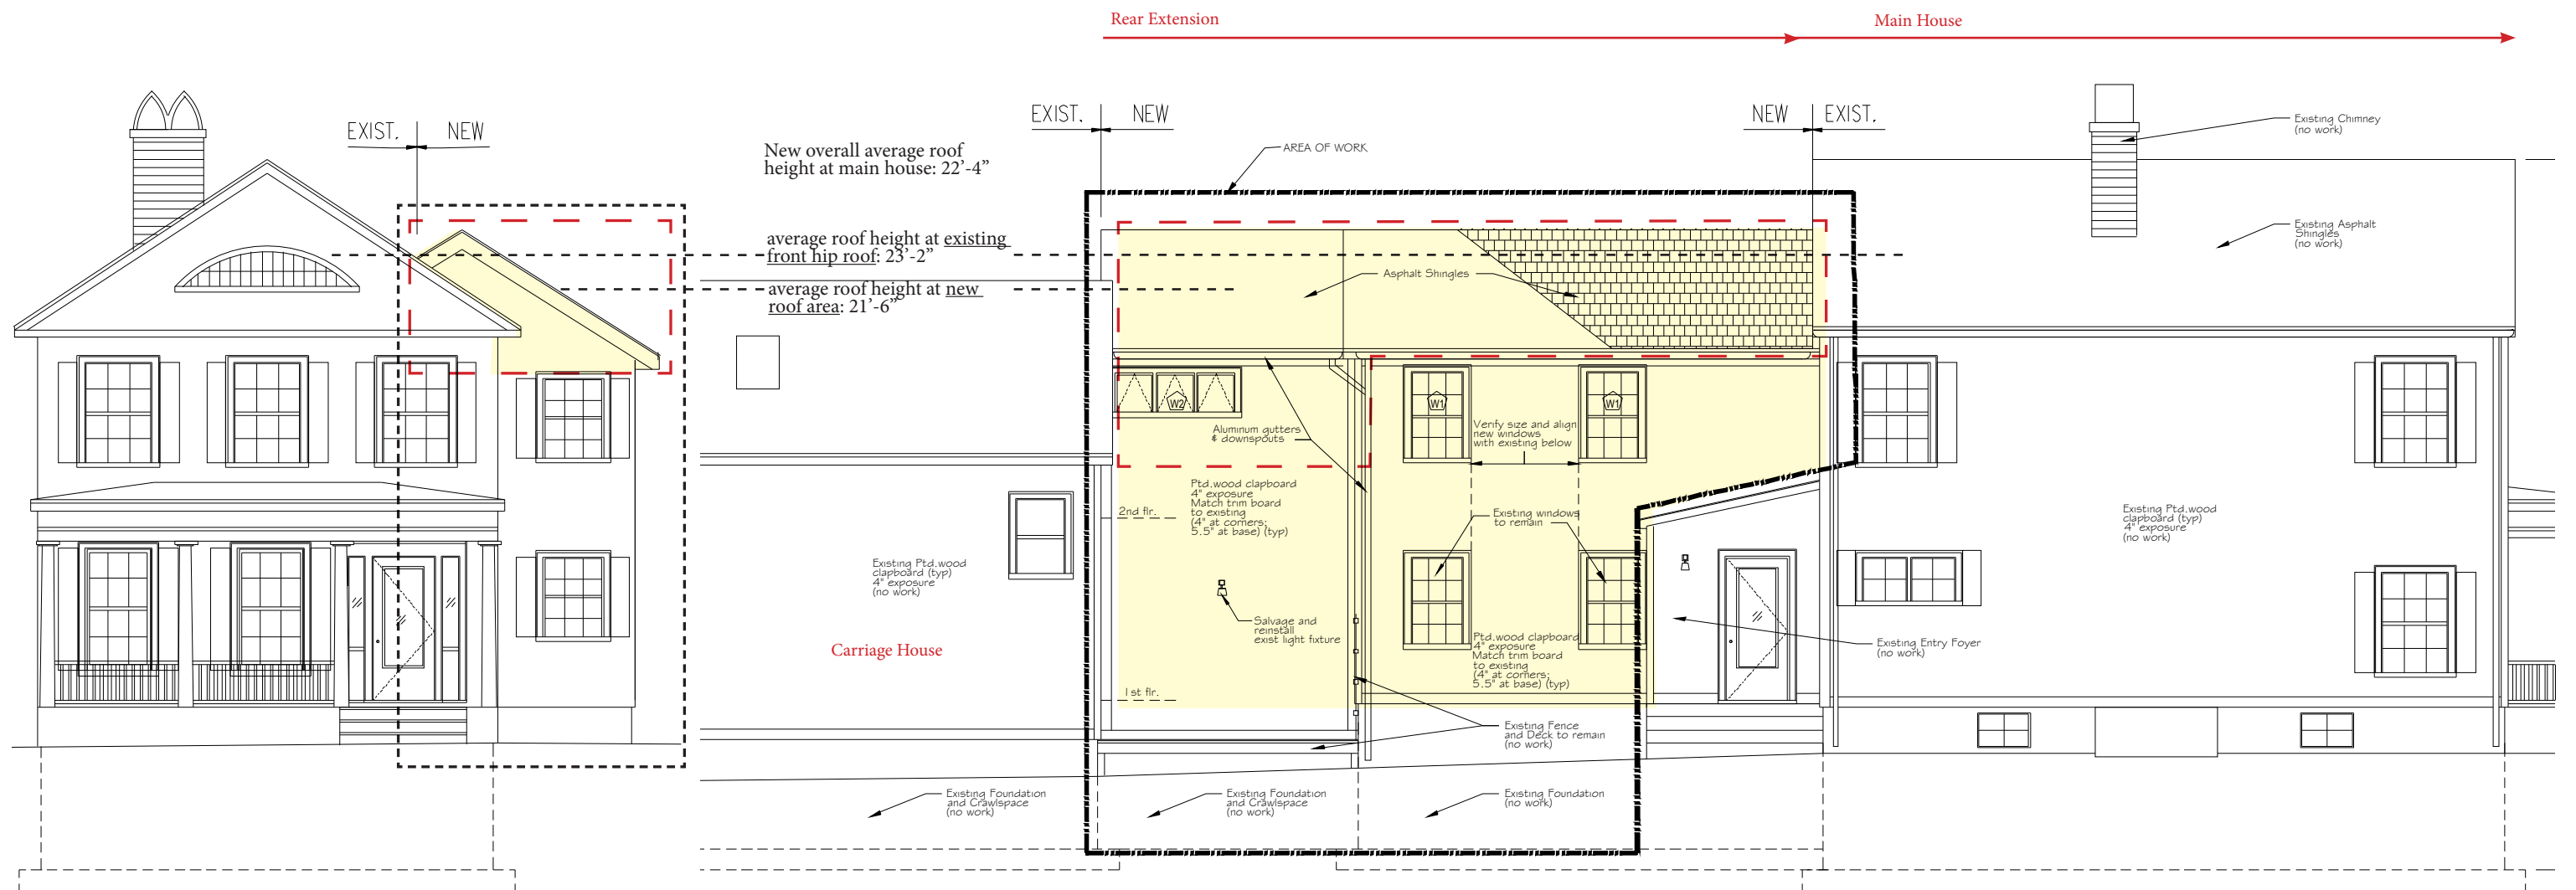 Rear Extension
Main House
EXIST.
NEW
EXIST.
NEW
NEW
EXIST.
New overall average roof
height at main house: 22’-4”
AREA OF WORK
Existing Chimney
(no work)
average roof height at existing
front hip roof: 23’-2”
average roof height at new
roof area: 21’-6”
Asphalt Shingles
Existing Asphalt
Shingles
(no work)
W2
W1
W1
Aluminum gutters
& downspouts
Verify size and align
new windows
with existing below
Ptd.wood clapboard
4" exposure
Match trim board
to existing
(4" at corners;
5.5" at base) (typ)
2nd flr.
Existing windows
to remain
Existing Ptd.wood
clapboard (typ)
4" exposure
(no work)
Existing Ptd.wood
clapboard (typ)
4" exposure
(no work)
Salvage and
reinstall
exist light fixture
Carriage House
Ptd.wood clapboard
4" exposure
Match trim board
to existing
(4" at corners;
5.5" at base) (typ)
Existing Entry Foyer
(no work)
1st flr.
Existing Fence
and Deck to remain
(no work)
Existing Foundation
and Crawlspace
(no work)
Existing Foundation
and Crawlspace
(no work)
Existing Foundation
(no work)